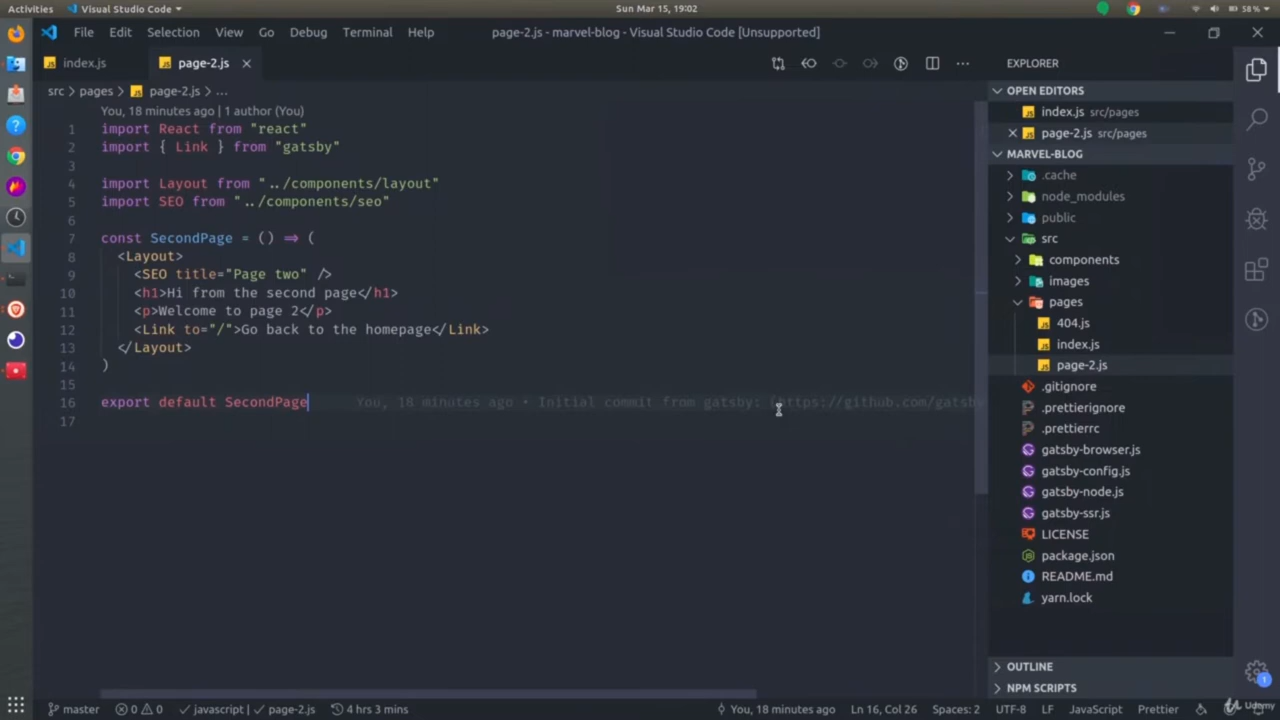 Activities
Visual Studio Code
Sun Mar 15, 19:02
58%
File Edit Selection View Go Debug Terminal Help
page-2.js - marvel-blog - Visual Studio Code [Unsupported]
index.js
page-2.js
src > pages > page-2.js > ...
You, 18 minutes ago | 1 author (You)
1 import React from "react"
2 import { Link } from "gatsby"
3
4 import Layout from "../components/layout"
5 import SEO from "../components/seo"
6
7 const SecondPage = () => (
8 <Layout>
9 <SEO title="Page two" />
10 <h1>Hi from the second page</h1>
11 <p>Welcome to page 2</p>
12 <Link to="/">Go back to the homepage</Link>
13 </Layout>
14 )
15
16 export default SecondPage You, 18 minutes ago • Initial commit from gatsby: (https://github.com/gatsby
17
EXPLORER
OPEN EDITORS
index.js src/pages
page-2.js src/pages
MARVEL-BLOG
.cache
node_modules
public
src
components
images
pages
404.js
index.js
page-2.js
.gitignore
.prettierignore
.prettierrc
gatsby-browser.js
gatsby-config.js
gatsby-node.js
gatsby-ssr.js
LICENSE
package.json
README.md
yarn.lock
OUTLINE
NPM SCRIPTS
1
master
0 0
javascript | page-2.js
4 hrs 3 mins
You, 18 minutes ago
Ln 16, Col 26
Spaces: 2
UTF-8
LF
JavaScript
Prettier
Udemy